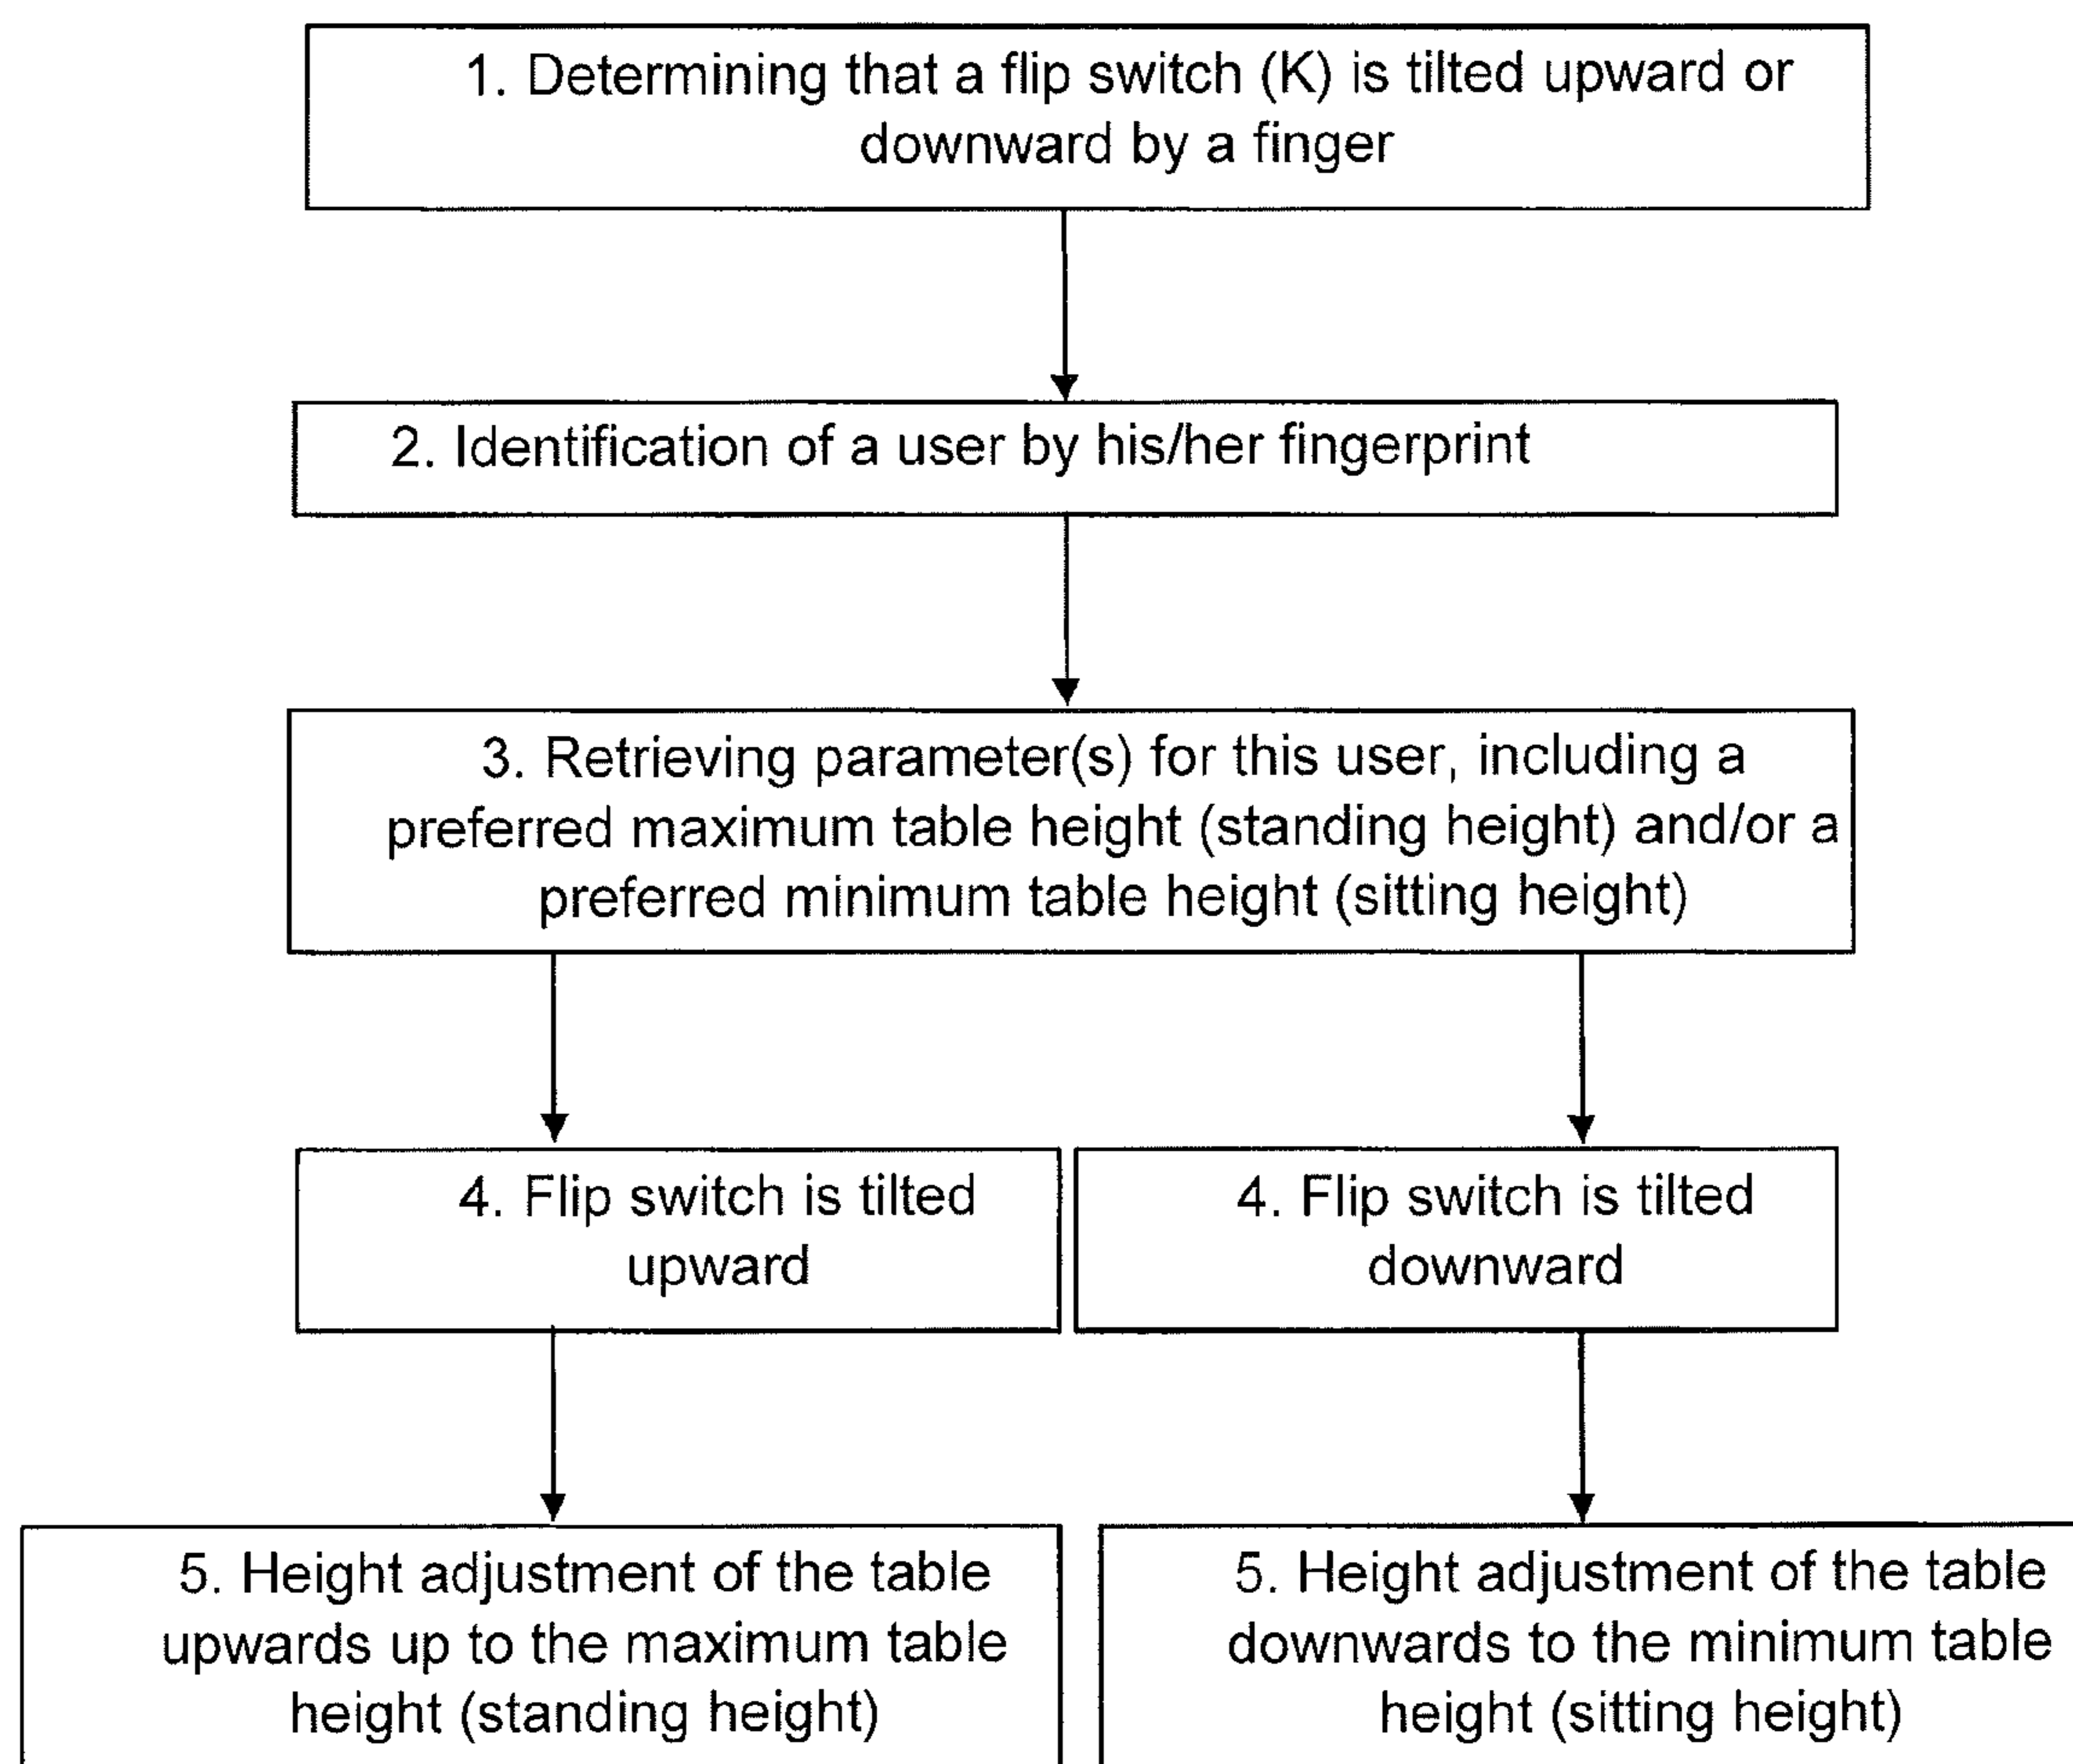 1. Determining that a flip switch (K) is tilted upward or
downward by a finger
2. Identification of a user by his/her fingerprint
3. Retrieving parameter(s) for this user, including a
preferred maximum table height (standing height) and/or a
preferred minimum table height (sitting height)
4. Flip switch is tilted
upward
4. Flip switch is tilted
downward
5. Height adjustment of the table
upwards up to the maximum table
height (standing height)
5. Height adjustment of the table
downwards to the minimum table
height (sitting height)